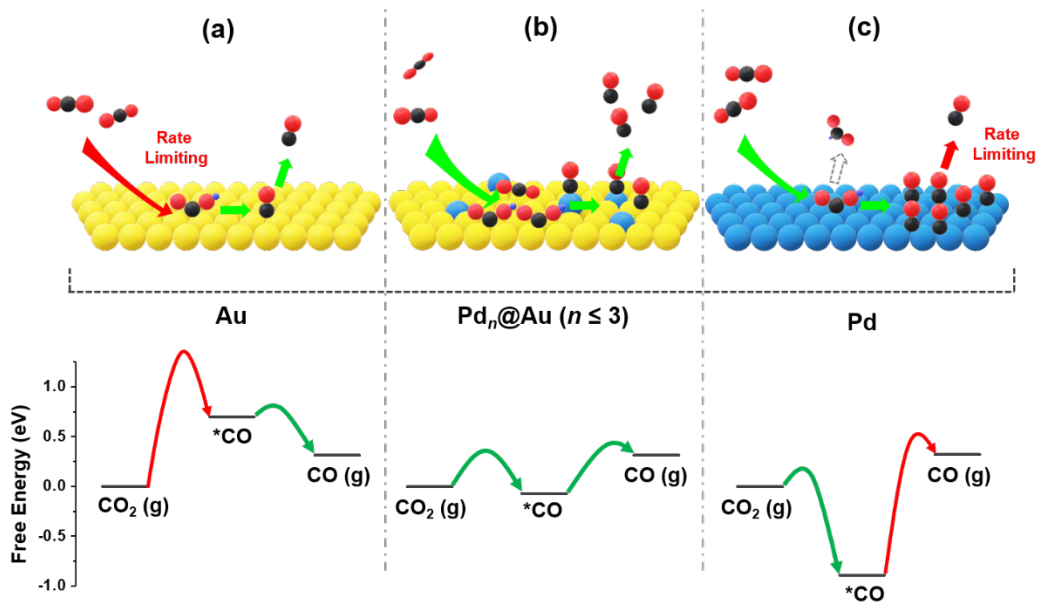 (a)
(b)
(c)
Rate
Limiting
Rate
Limiting
Au
Pdn@Au (n ≤ 3)
Pd
Free Energy (eV)
1.0
0.5
0.0
-0.5
-1.0
CO₂ (g)
*CO
CO (g)
CO₂ (g)
*CO
CO (g)
CO₂ (g)
*CO
CO (g)